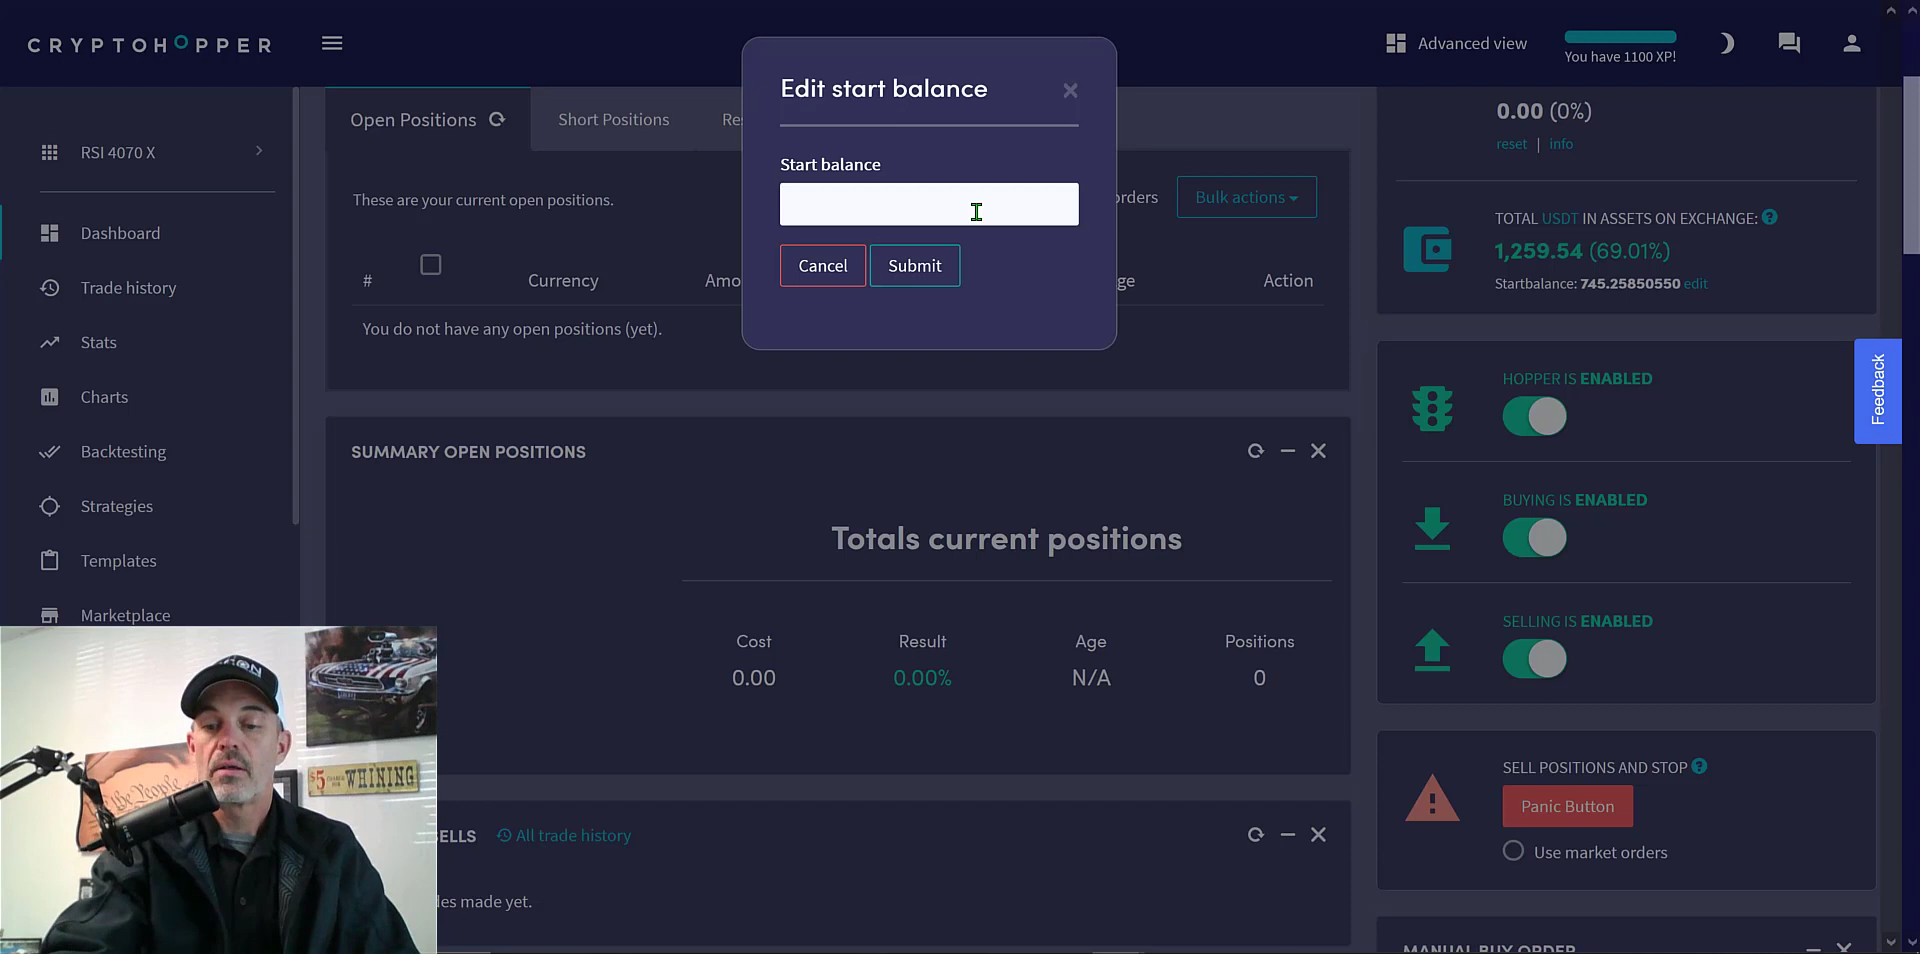 CRYPTOHOPPER
Advanced view
You have 1100 XP!
Edit start balance
Start balance
Cancel
Submit
RSI 4070 X
Dashboard
Trade history
Stats
Charts
Backtesting
Strategies
Templates
Marketplace
Open Positions
Short Positions
Re
These are your current open positions.
orders
Bulk actions
#
Currency
Amo
ge
Action
You do not have any open positions (yet).
SUMMARY OPEN POSITIONS
Totals current positions
Cost
Result
Age
Positions
0.00
0.00%
N/A
0
ELLS
All trade history
les made yet.
0.00 (0%)
reset | info
TOTAL USDT IN ASSETS ON EXCHANGE:
1,259.54 (69.01%)
Startbalance: 745.25850550 edit
HOPPER IS ENABLED
BUYING IS ENABLED
SELLING IS ENABLED
SELL POSITIONS AND STOP
Panic Button
Use market orders
MANUAL BUY ORDER
Feedback
the People
$5
WHINING